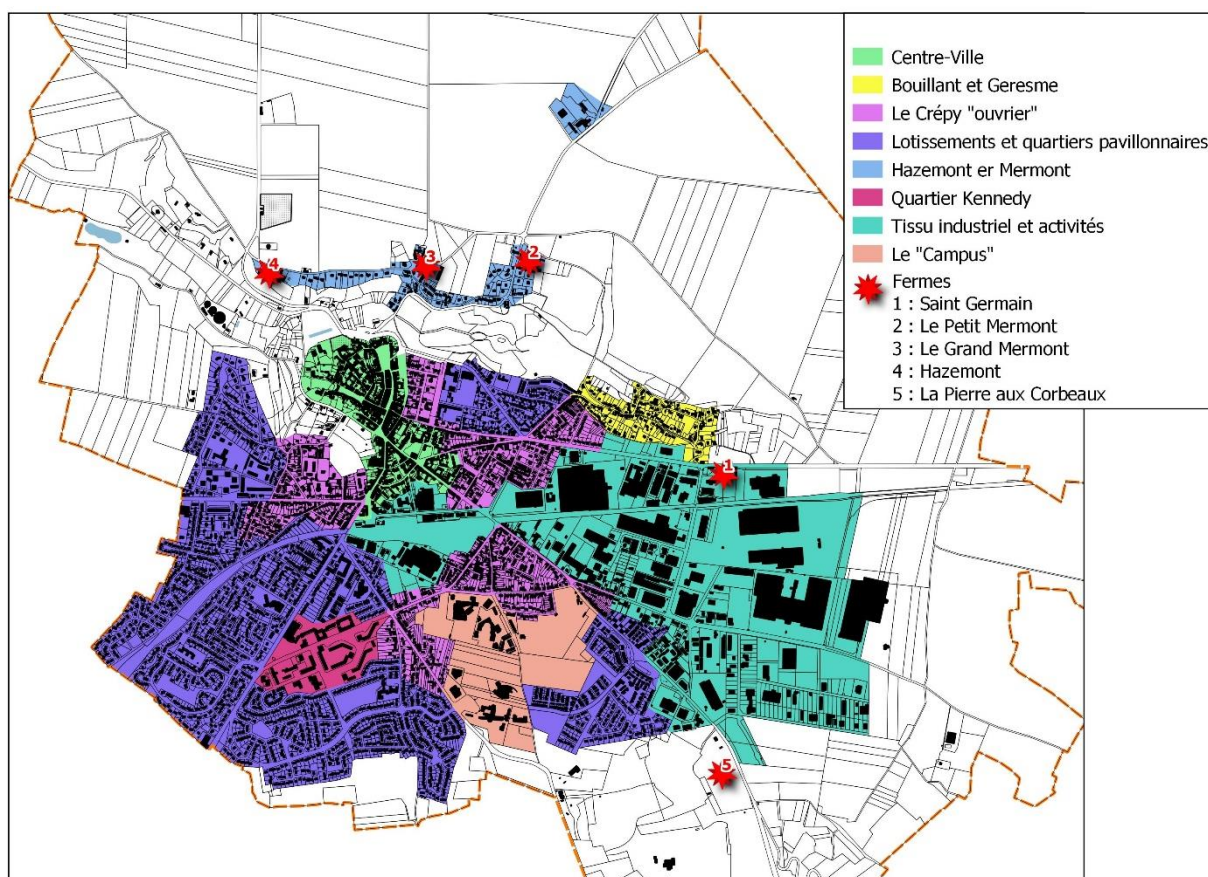 Centre-Ville
Bouillant et Geresme
Le Crépy "ouvrier"
Lotissements et quartiers pavillonnaires
Hazemont er Mermont
Quartier Kennedy
Tissu industriel et activités
Le "Campus"
Fermes
1 : Saint Germain
2 : Le Petit Mermont
3 : Le Grand Mermont
4 : Hazemont
5 : La Pierre aux Corbeaux
2
3
4
1
5